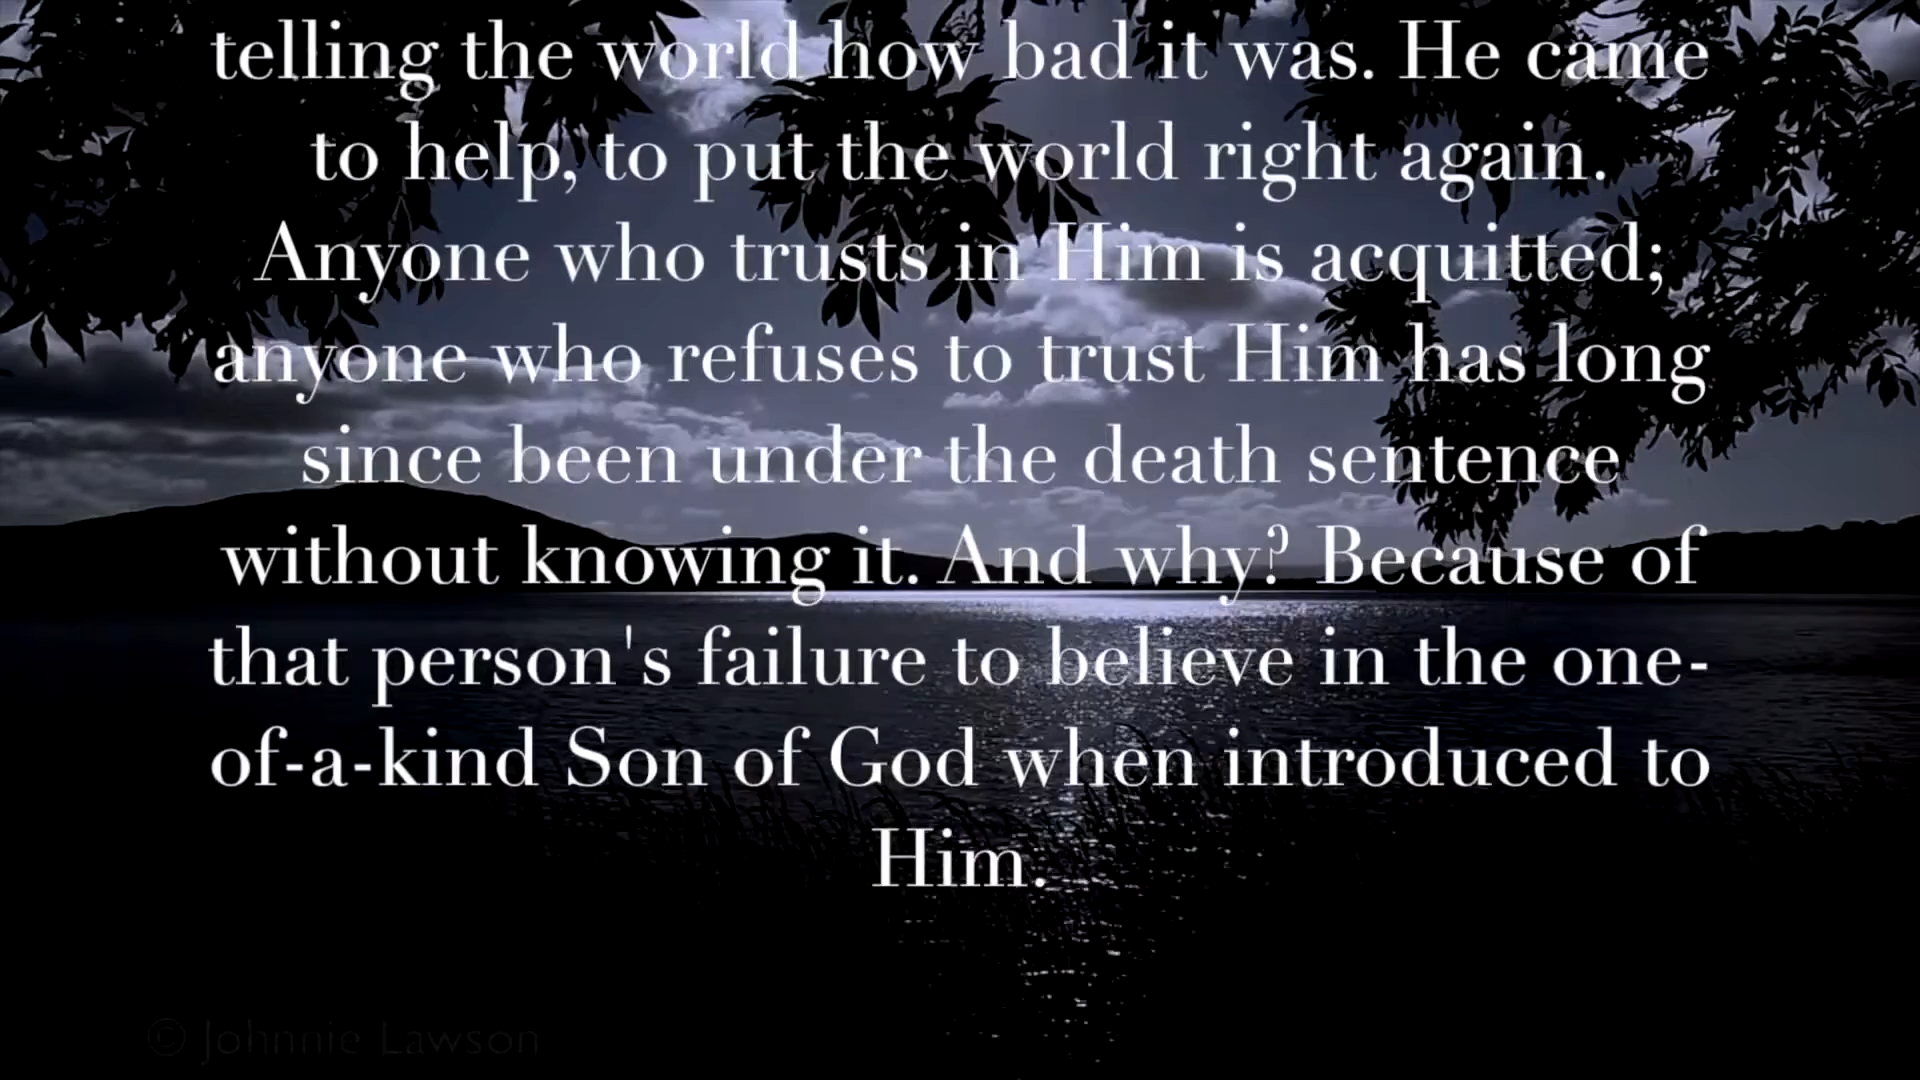 telling the world how bad it was. He came
to help, to put the world right again.
Anyone who trusts in Him is acquitted;
anyone who refuses to trust Him has long
since been under the death sentence
without knowing it. And why? Because of
that person's failure to believe in the one-
of-a-kind Son of God when introduced to
Him.
© Johnnie Lawson